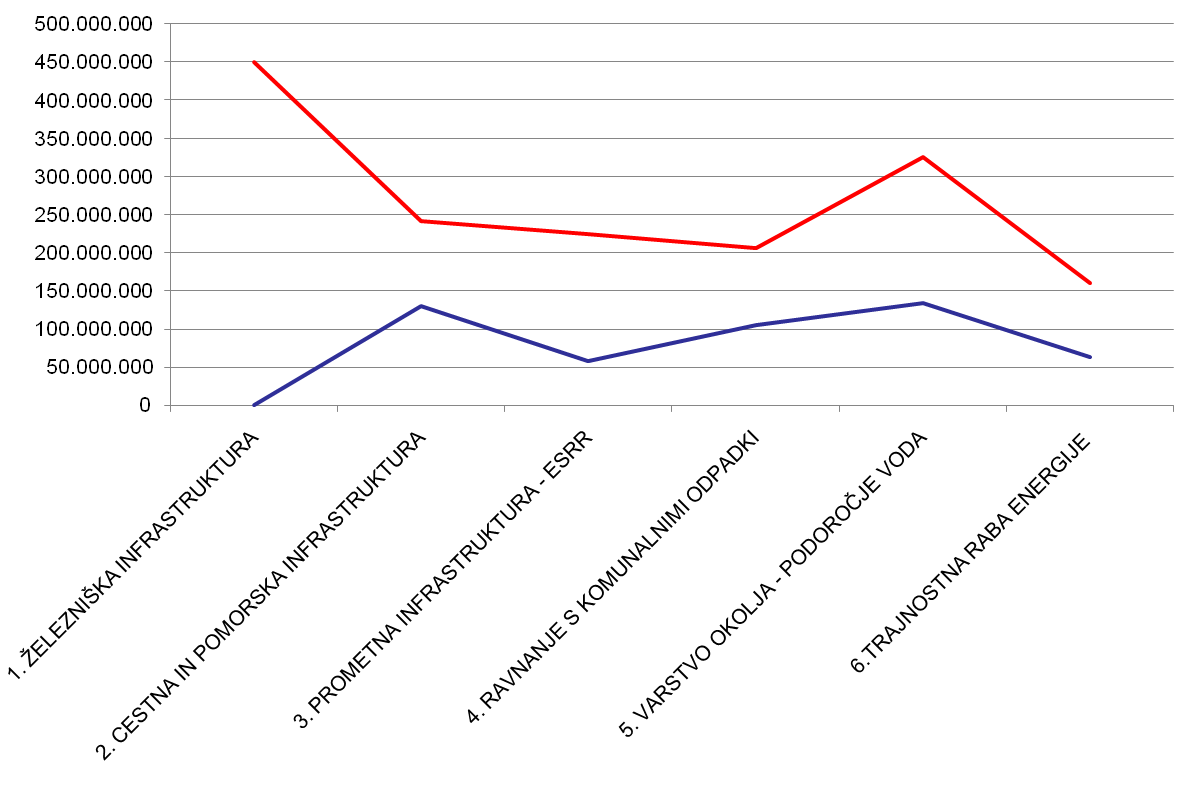 500.000.000
450.000.000
400.000.000
350.000.000
300.000.000
250.000.000
200.000.000
150.000.000
100.000.000
50.000.000
0
1. ŽELEZNIŠKA INFRASTRUKTURA
2. CESTNA IN POMORSKA INFRASTRUKTURA
3. PROMETNA INFRASTRUKTURA - ESRR
4. RAVNANJE S KOMUNALNIMI ODPADKI
5. VARSTVO OKOLJA - PODOROČJE VODA
6.TRAJNOSTNA RABA ENERGIJE